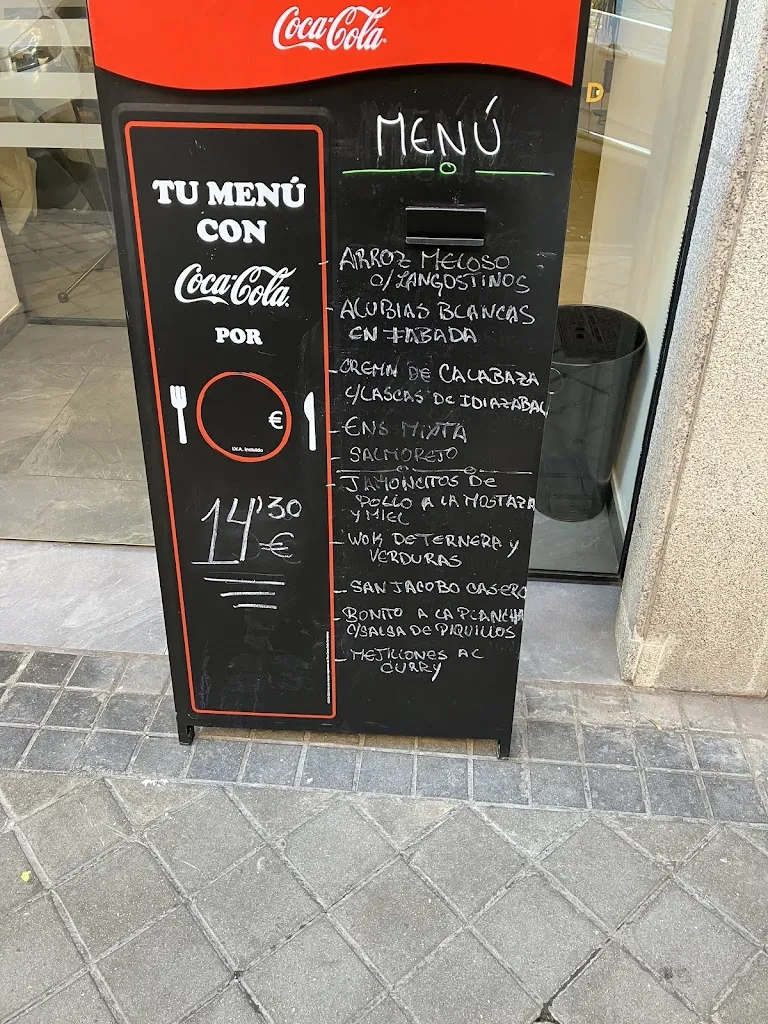 Coca-Cola
MENÚ
TU MENÚ
CON
Coca-Cola
POR
€
I.V.A. Incluido
14'30
€
- ARROZ MELOSO
C/LANGOSTINOS
- ALUBIAS BLANCAS
EN FABADA
- CREMA DE CALABAZA
C/LASCAS DE IDIAZABAL
- ENS MIXTA
- SALMOREJO
- JAMONCITOS DE
POLLO A LA MOSTAZA
Y MIEL
- WOK DE TERNERA Y
VERDURAS
- SAN JACOBO CASERO
- BONITO A LA PLANCHA
C/SALSA DE PIQUILLOS
- MEJILLONES AL
CURRY